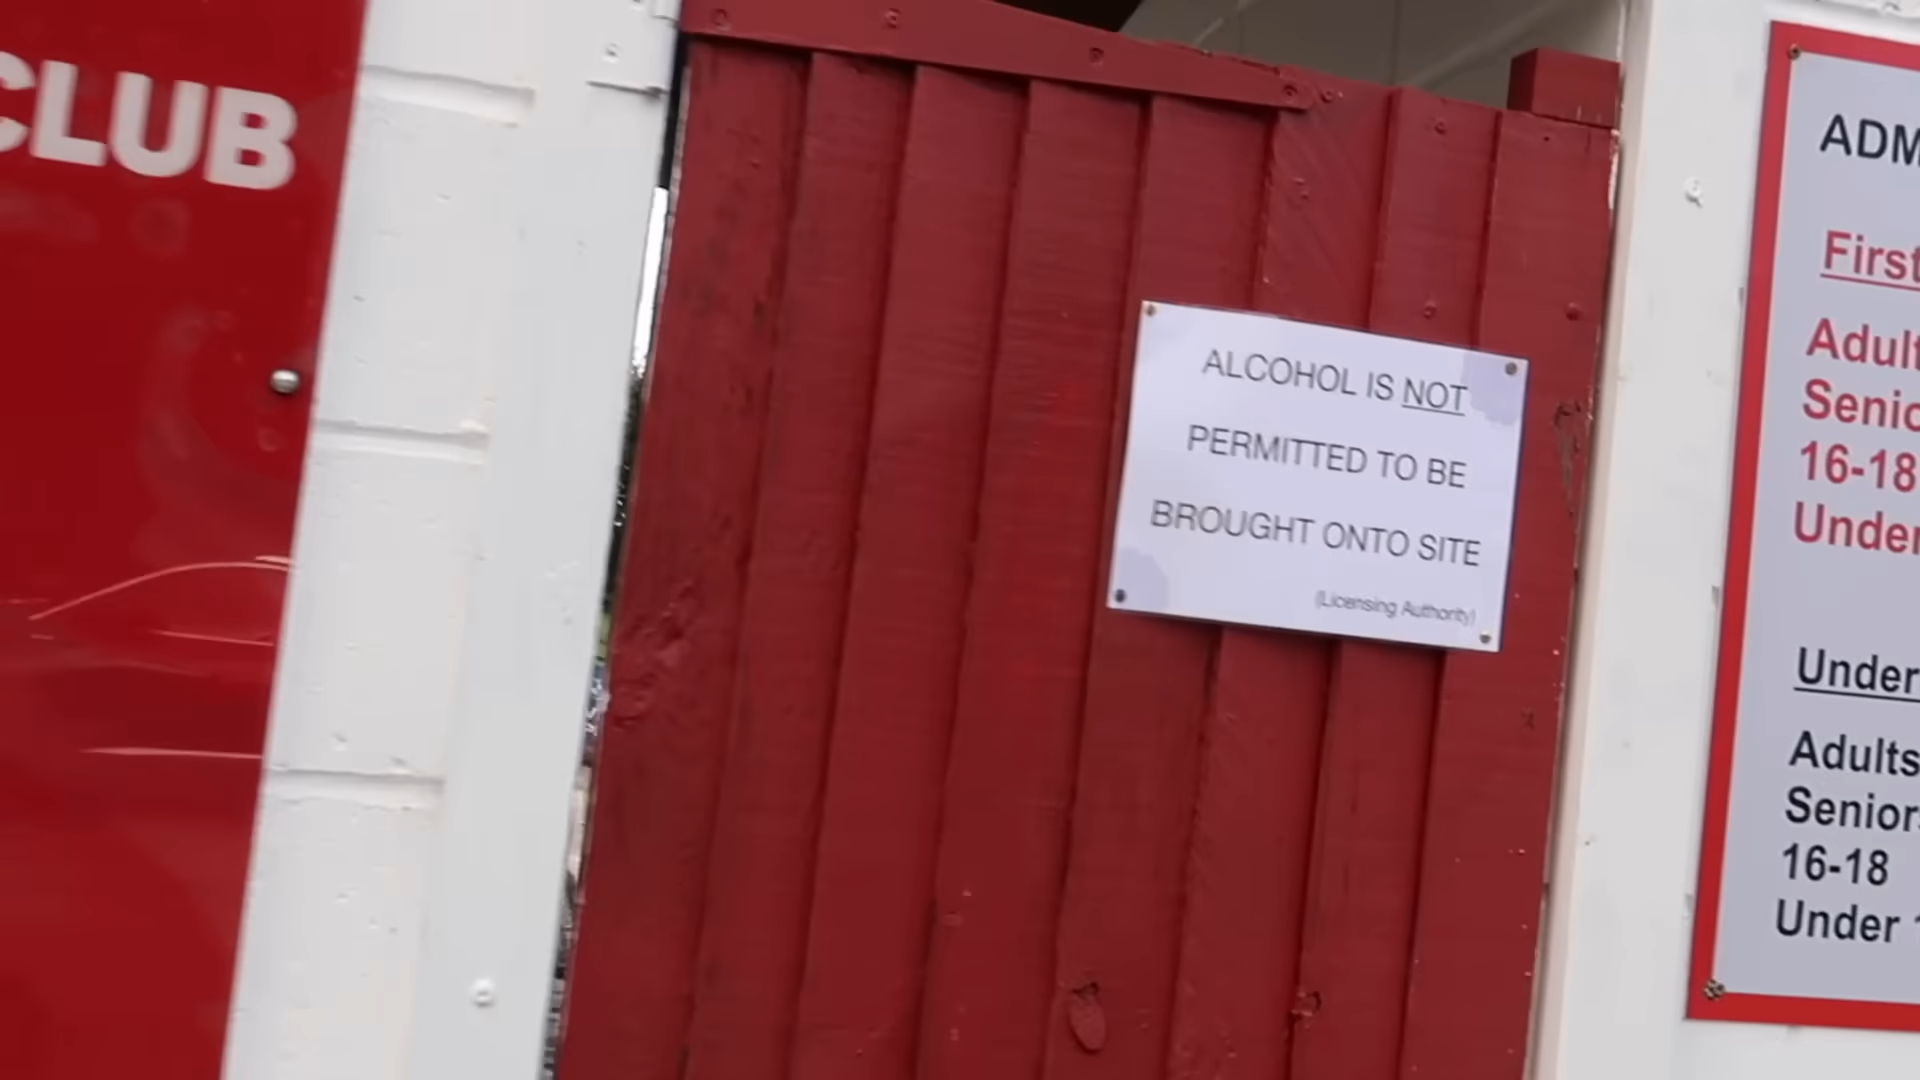 CLUB
ALCOHOL IS NOT
PERMITTED TO BE
BROUGHT ONTO SITE
(Licensing Authority)
ADM
First
Adult
Senio
16-18
Under
Under
Adults
Seniors
16-18
Under